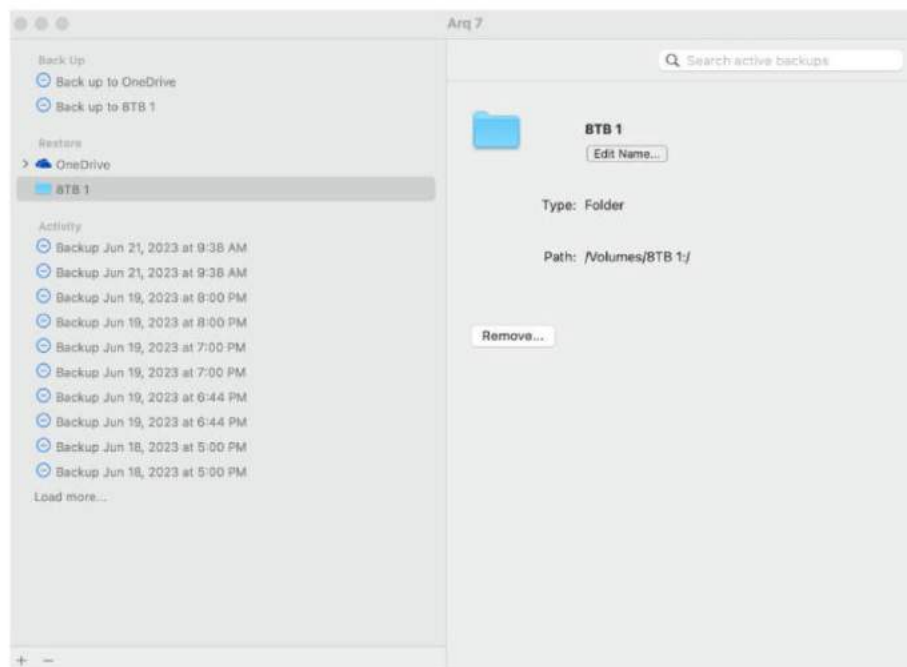 Arq 7
Back Up
Back up to OneDrive
Back up to 8TB 1
Restore
OneDrive
8TB 1
Activity
Backup Jun 21, 2023 at 9:38 AM
Backup Jun 21, 2023 at 9:38 AM
Backup Jun 19, 2023 at 8:00 PM
Backup Jun 19, 2023 at 8:00 PM
Backup Jun 19, 2023 at 7:00 PM
Backup Jun 19, 2023 at 7:00 PM
Backup Jun 19, 2023 at 6:44 PM
Backup Jun 19, 2023 at 6:44 PM
Backup Jun 18, 2023 at 5:00 PM
Backup Jun 18, 2023 at 5:00 PM
Load more...
Search active backups
8TB 1
Edit Name...
Type: Folder
Path: /Volumes/8TB 1:/
Remove...